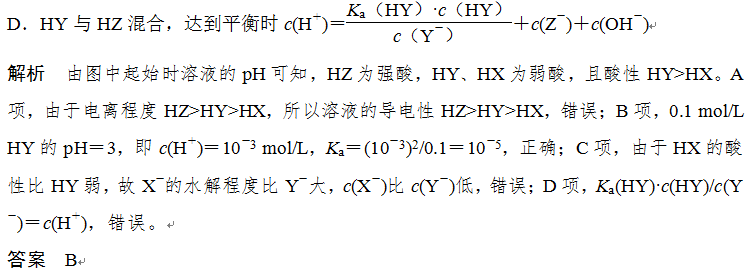 D．HY 与 HZ 混合，达到平衡时 c(H⁺)＝Kₐ（HY）·c（HY）/c（Y⁻）＋c(Z⁻)＋c(OH⁻)
解析 由图中起始时溶液的 pH 可知，HZ 为强酸，HY、HX 为弱酸，且酸性 HY>HX。A
项，由于电离程度 HZ>HY>HX，所以溶液的导电性 HZ>HY>HX，错误；B 项，0.1 mol/L
HY 的 pH＝3，即 c(H⁺)＝10⁻³ mol/L，Kₐ＝(10⁻³)²/0.1＝10⁻⁵，正确；C 项，由于 HX 的酸
性比 HY 弱，故 X⁻的水解程度比 Y⁻大，c(X⁻)比 c(Y⁻)低，错误；D 项，Kₐ(HY)·c(HY)/c(Y
⁻)＝c(H⁺)，错误。
答案 B